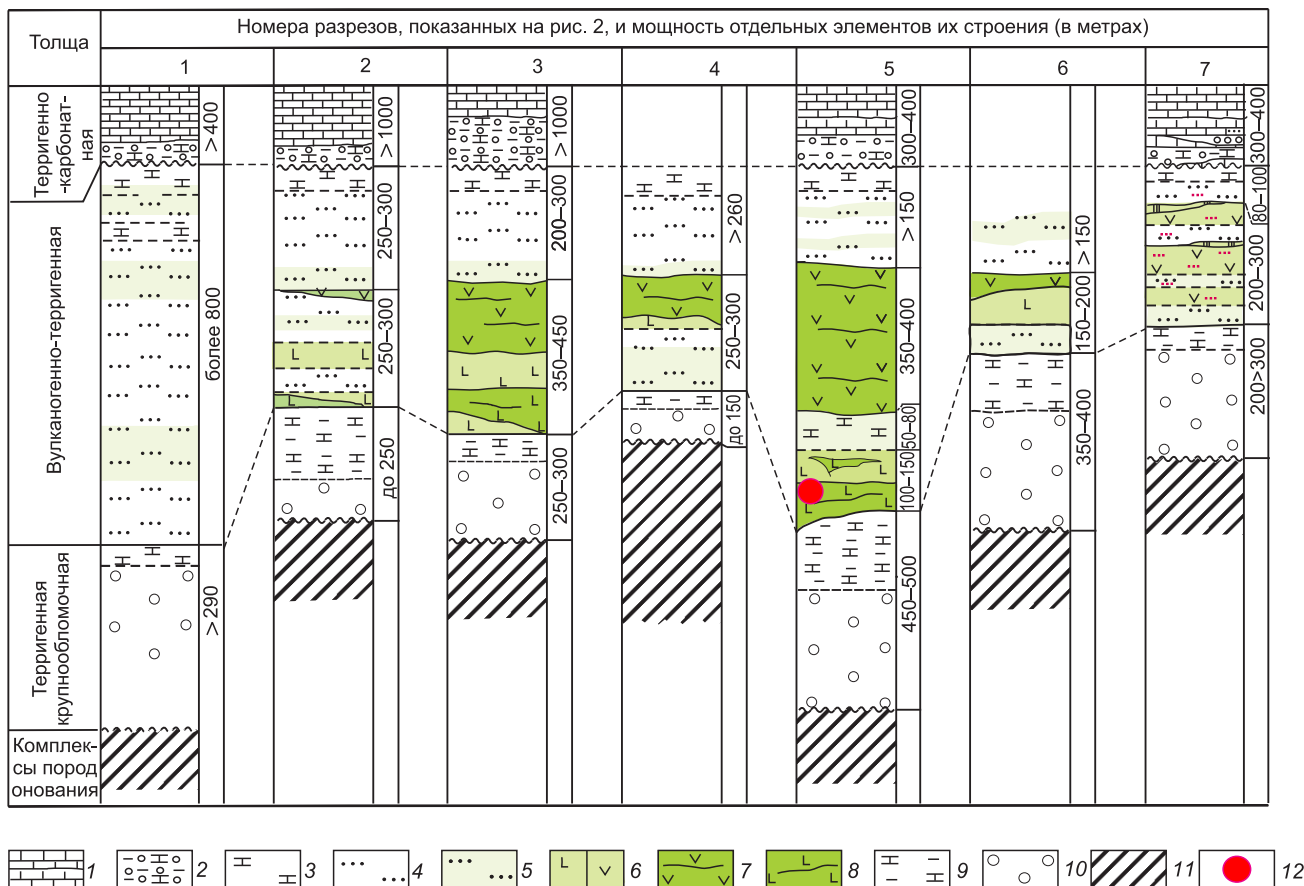 Толща
Номера разрезов, показанных на рис. 2, и мощность отдельных элементов их строения (в метрах)
1 2 3 4 5 6 7
Терригенно
-карбонат-
ная
Вулканогенно-терригенная
Терригенная
крупнообломочная
Комплек-
сы пород
онования
> 400
более 800
> 290
> 1000
250–300
250–300
до 250
> 1000
200–300
350–450
250–300
> 260
250–300
до 150
300–400
> 150
350–400
50–80
100–150
450–500
> 150
150–200
350–400
300–400
80–100
200–300
200>300
1 2 3 4 5 6 7 8 9 10 11 12